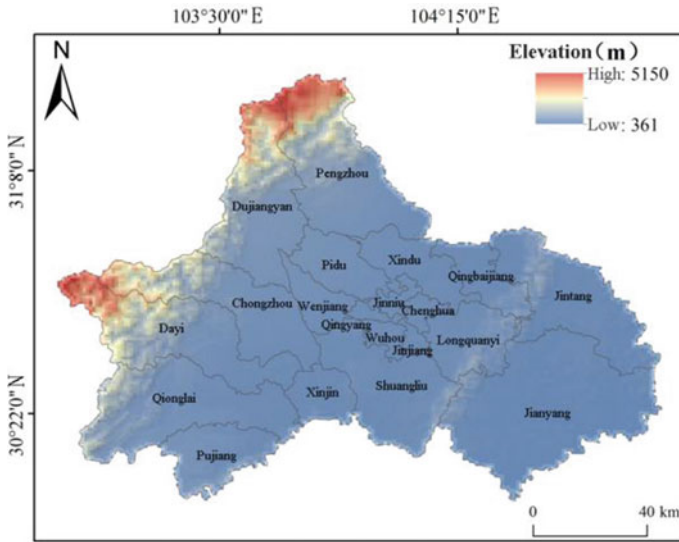 103°30'0"E 104°15'0"E
N
Elevation(m)
High: 5150
Low: 361
31°8'0" N
30°22'0" N
Pengzhou
Dujiangyan
Pidu
Xindu
Qingbaijiang
Jintang
Chongzhou
Wenjiang
Jinniu
Chenghua
Qingyang
Dayi
Wuhou
Jinjiang
Longquanyi
Shuangliu
Qionglai
Xinjin
Jianyang
Pujiang
0 40 km